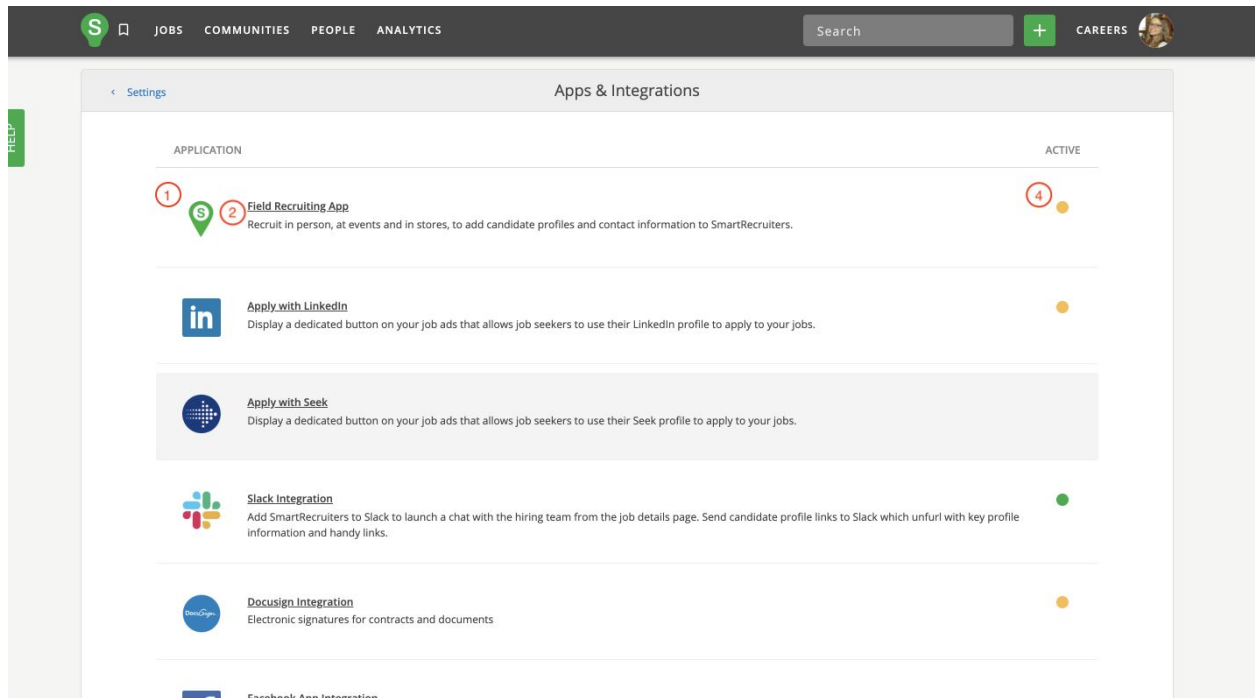 S JOBS COMMUNITIES PEOPLE ANALYTICS Search + CAREERS
< Settings Apps & Integrations
HELP
APPLICATION ACTIVE
1 4
S 2 Field Recruiting App
Recruit in person, at events and in stores, to add candidate profiles and contact information to SmartRecruiters.
in Apply with LinkedIn
Display a dedicated button on your job ads that allows job seekers to use their LinkedIn profile to apply to your jobs.
Apply with Seek
Display a dedicated button on your job ads that allows job seekers to use their Seek profile to apply to your jobs.
Slack Integration
Add SmartRecruiters to Slack to launch a chat with the hiring team from the job details page. Send candidate profile links to Slack which unfurl with key profile
information and handy links.
DocuSign Docusign Integration
Electronic signatures for contracts and documents
Facebook App Integration